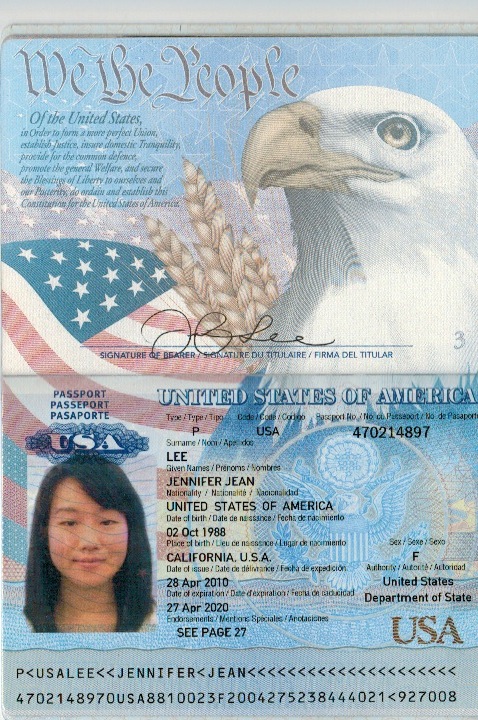 We the People
Of the United States,
in Order to form a more perfect Union,
establish Justice, insure domestic Tranquility,
provide for the common defence,
promote the general Welfare, and secure
the Blessings of Liberty to ourselves and
our Posterity, do ordain and establish this
Constitution for the United States of America.
J B Lee
SIGNATURE OF BEARER / SIGNATURE DU TITULAIRE / FIRMA DEL TITULAR
3
PASSPORT
PASSEPORT
PASAPORTE
USA
UNITED STATES OF AMERICA
Type / Type / Tipo Code / Code / Codigo Passport No. / No. du Passeport / No. de Pasaporte
P USA 470214897
Surname / Nom / Apellidos
LEE
Given Names / Prénoms / Nombres
JENNIFER JEAN
Nationality / Nationalité / Nacionalidad
UNITED STATES OF AMERICA
Date of birth / Date de naissance / Fecha de nacimiento
02 Oct 1988
Place of birth / Lieu de naissance / Lugar de nacimiento Sex / Sexe / Sexo
CALIFORNIA, U.S.A. F
Date of issue / Date de délivrance / Fecha de expedición Authority / Autorité / Autoridad
28 Apr 2010 United States
Date of expiration / Date d'expiration / Fecha de caducidad Department of State
27 Apr 2020
Endorsements / Mentions Spéciales / Anotaciones
SEE PAGE 27
USA
P<USALEE<<JENNIFER<JEAN<<<<<<<<<<<<<<<<<<<<<
4702148970USA8810023F2004275238444021<927008